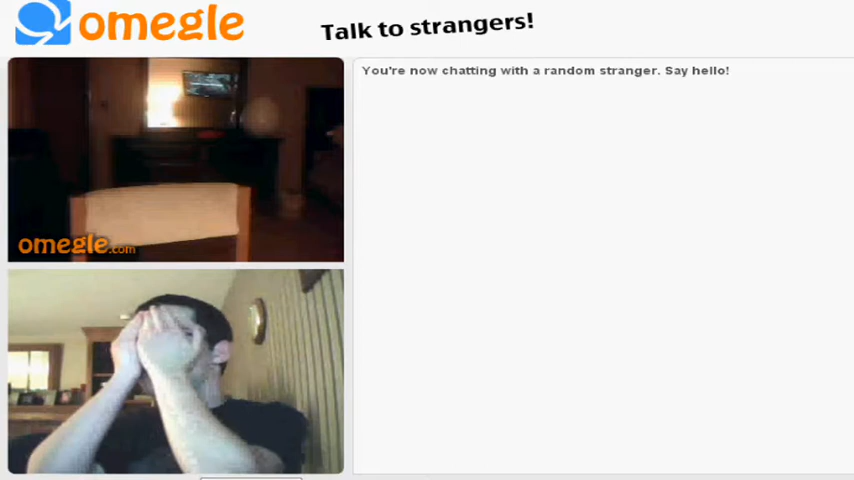 omegle
Talk to strangers!
You're now chatting with a random stranger. Say hello!
omegle.com